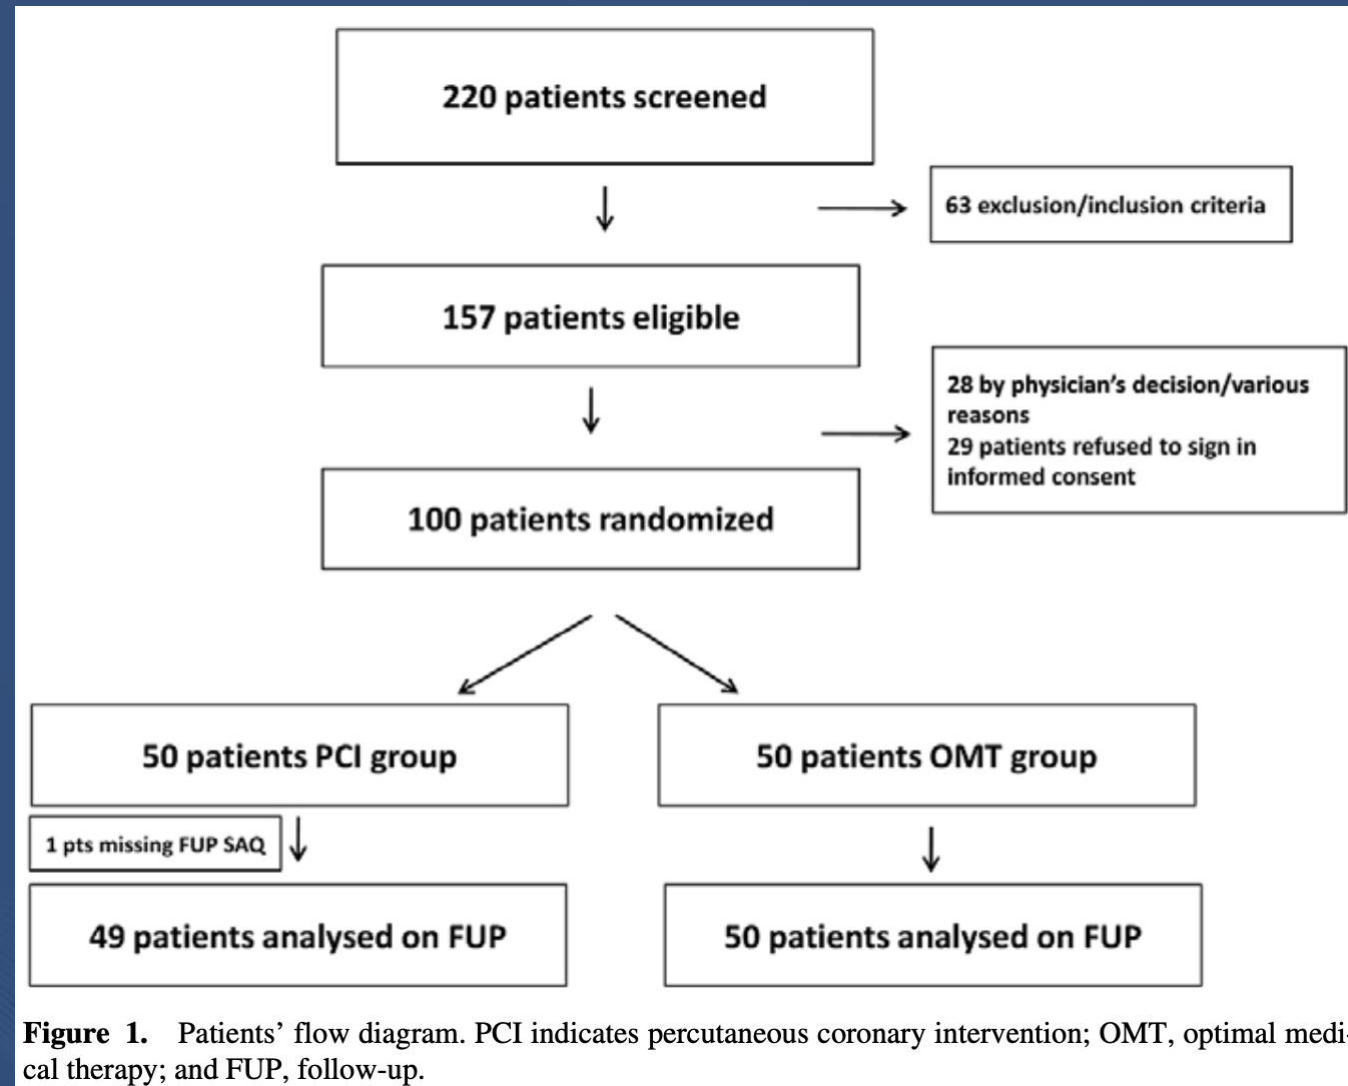 220 patients screened
63 exclusion/inclusion criteria
157 patients eligible
28 by physician’s decision/various
reasons
29 patients refused to sign in
informed consent
100 patients randomized
50 patients PCI group
50 patients OMT group
1 pts missing FUP SAQ
49 patients analysed on FUP
50 patients analysed on FUP
Figure 1. Patients’ flow diagram. PCI indicates percutaneous coronary intervention; OMT, optimal medi-
cal therapy; and FUP, follow-up.